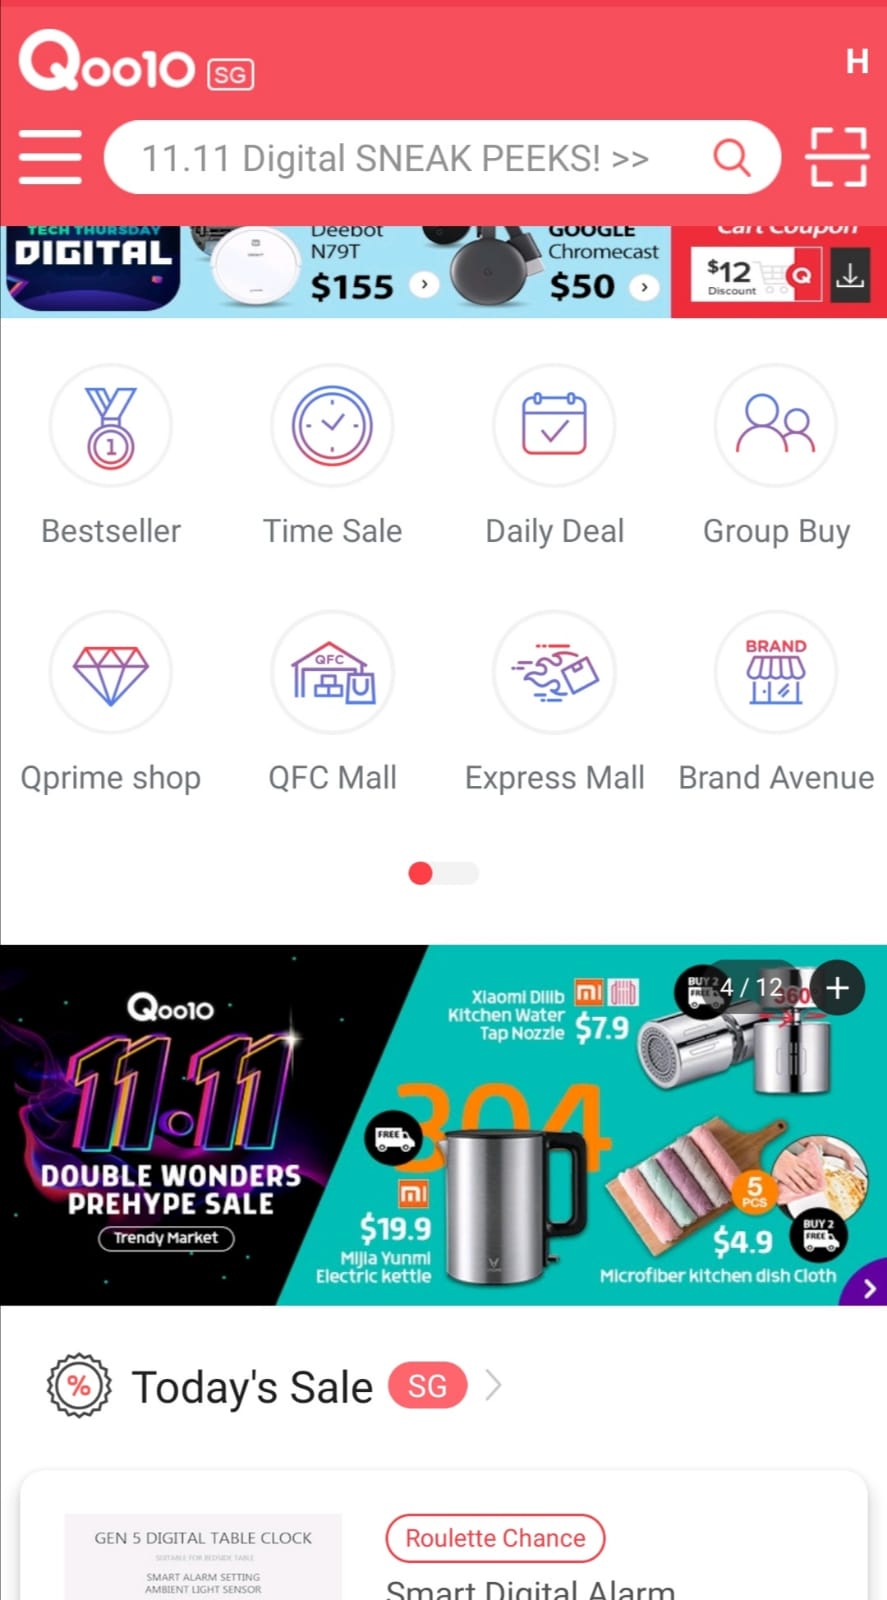 Qoo10 SG
H
11.11 Digital SNEAK PEEKS! >>
TECH THURSDAY
DIGITAL
Deebot
N79T
$155
GOOGLE
Chromecast
$50
Cart Coupon
$12
Discount
Q
1
Bestseller
Time Sale
Daily Deal
Group Buy
QFC
BRAND
Qprime shop
QFC Mall
Express Mall
Brand Avenue
Qoo10
11.11
DOUBLE WONDERS
PREHYPE SALE
Trendy Market
Xiaomi Diiib
Kitchen Water
Tap Nozzle
mi
diiib
$7.9
BUY 2
FREE
4 / 12
+
360°
304
FREE
mi
$19.9
Mijia Yunmi
Electric kettle
5
PCS
$4.9
BUY 2
FREE
Microfiber kitchen dish Cloth
% Today's Sale SG
GEN 5 DIGITAL TABLE CLOCK
SUITABLE FOR BEDSIDE TABLE
SMART ALARM SETTING
AMBIENT LIGHT SENSOR
Roulette Chance
Smart Digital Alarm